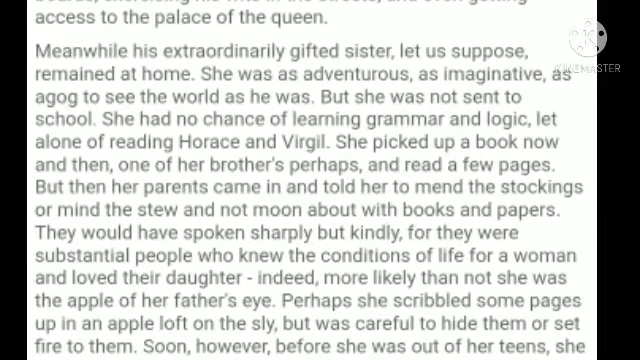 access to the palace of the queen.
Meanwhile his extraordinarily gifted sister, let us suppose,
remained at home. She was as adventurous, as imaginative, as
agog to see the world as he was. But she was not sent to
school. She had no chance of learning grammar and logic, let
alone of reading Horace and Virgil. She picked up a book now
and then, one of her brother's perhaps, and read a few pages.
But then her parents came in and told her to mend the stockings
or mind the stew and not moon about with books and papers.
They would have spoken sharply but kindly, for they were
substantial people who knew the conditions of life for a woman
and loved their daughter - indeed, more likely than not she was
the apple of her father's eye. Perhaps she scribbled some pages
up in an apple loft on the sly, but was careful to hide them or set
fire to them. Soon, however, before she was out of her teens, she
KINEMASTER